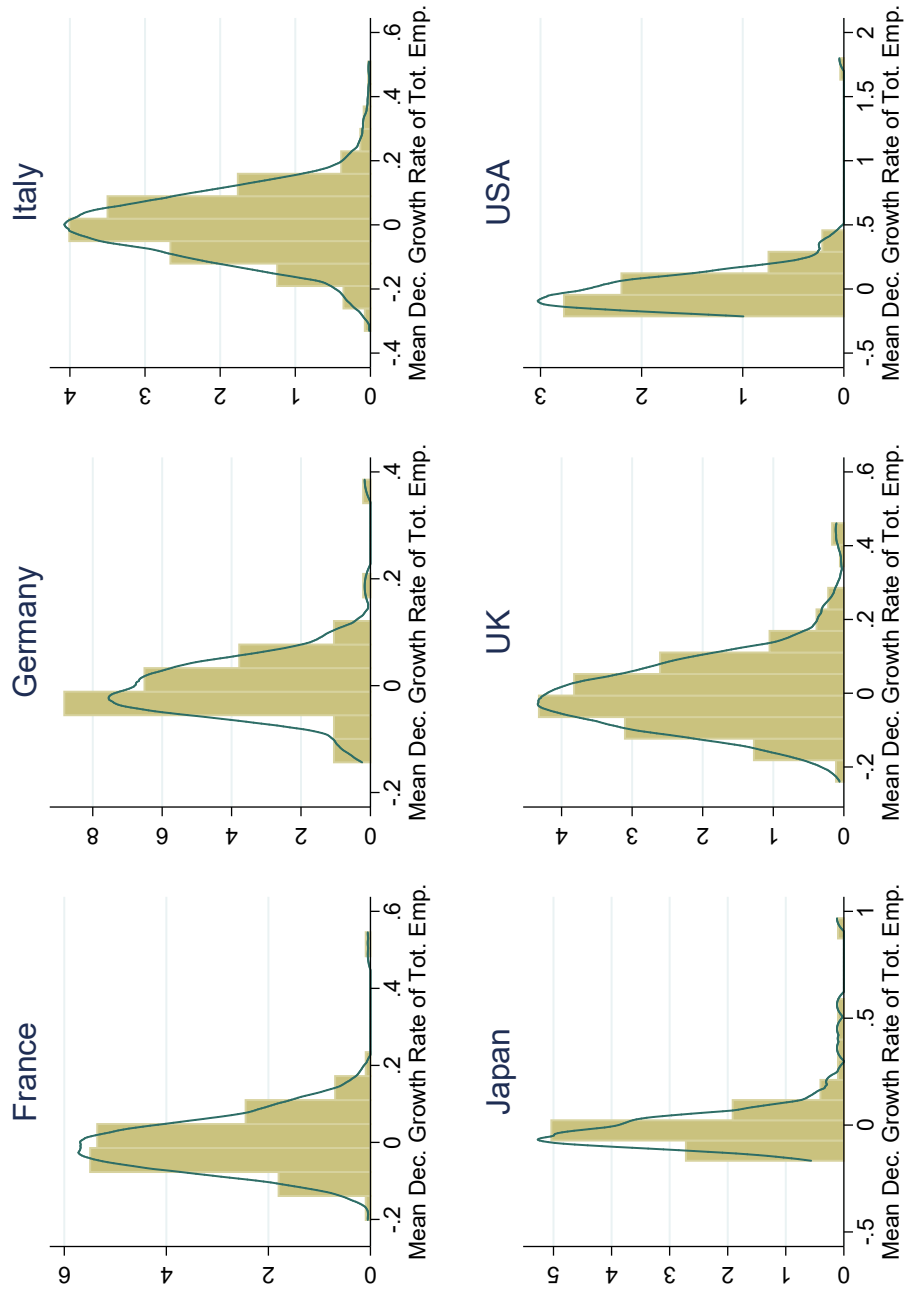 France
0 2 4 6
-.2 0 .2 .4 .6
Mean Dec. Growth Rate of Tot. Emp.
Germany
0 2 4 6 8
-.2 0 .2 .4
Mean Dec. Growth Rate of Tot. Emp.
Italy
0 1 2 3 4
-.4 -.2 0 .2 .4 .6
Mean Dec. Growth Rate of Tot. Emp.
Japan
0 1 2 3 4 5
-.5 0 .5 1
Mean Dec. Growth Rate of Tot. Emp.
UK
0 1 2 3 4
-.2 0 .2 .4 .6
Mean Dec. Growth Rate of Tot. Emp.
USA
0 1 2 3
-.5 0 .5 1 1.5 2
Mean Dec. Growth Rate of Tot. Emp.